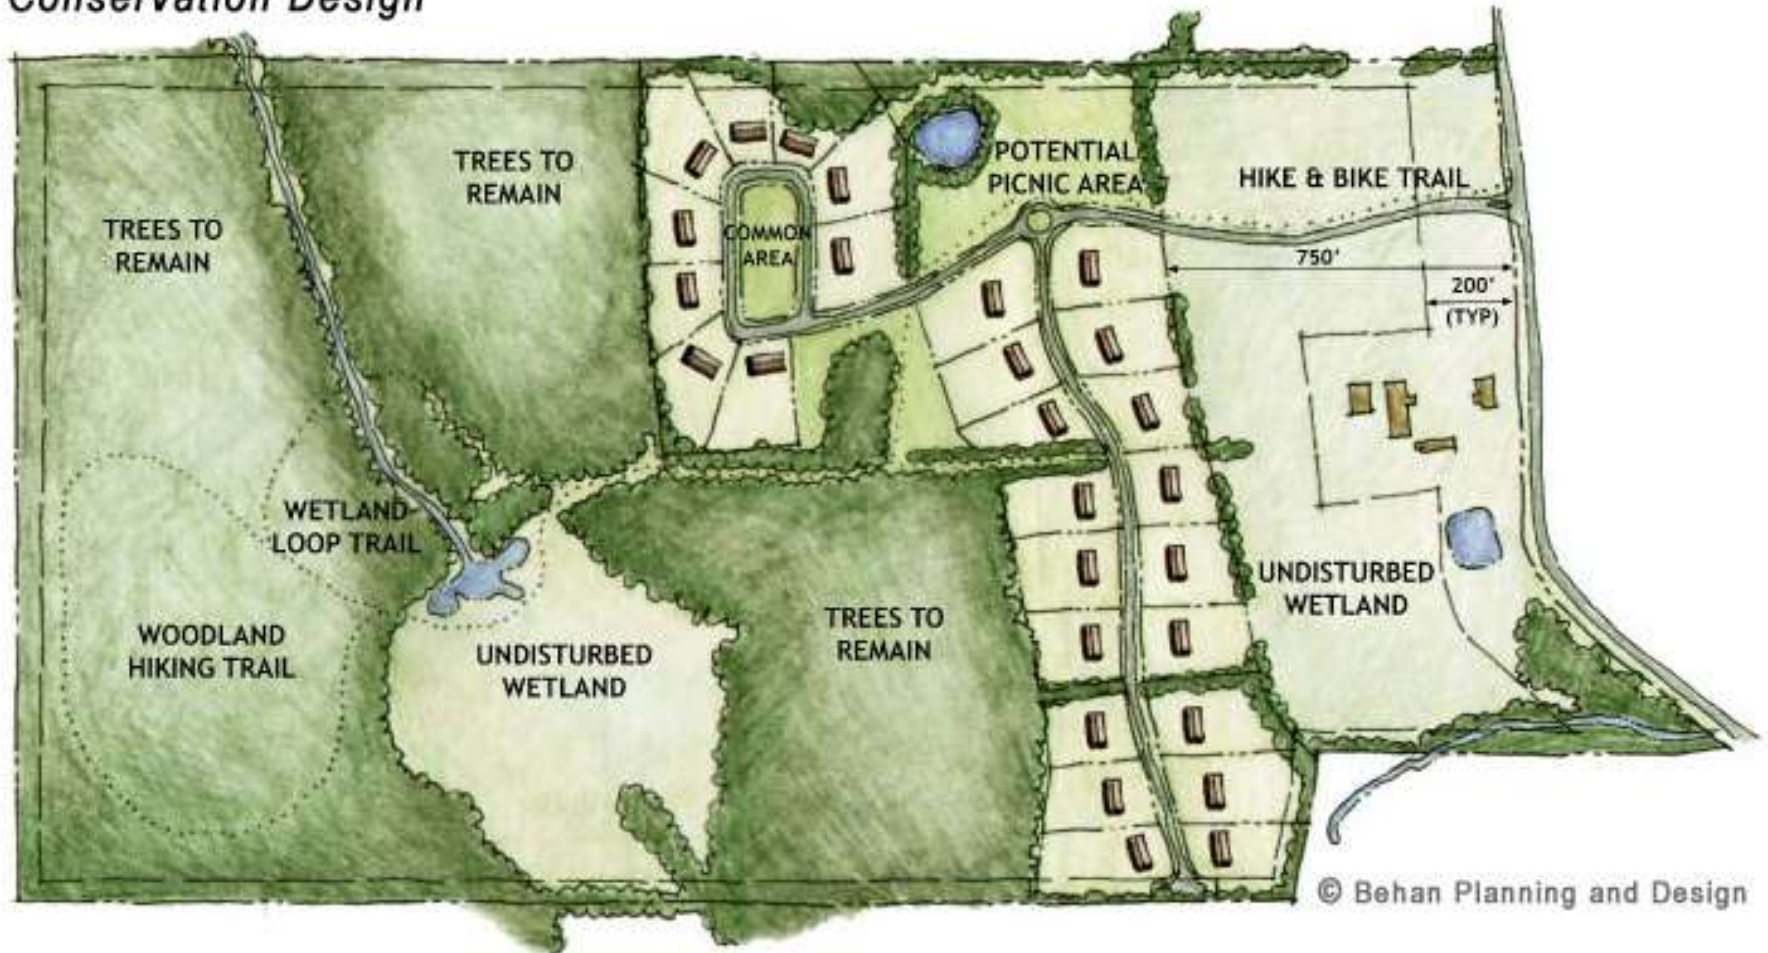 Conservation Design
TREES TO
REMAIN
TREES TO
REMAIN
COMMON
AREA
POTENTIAL
PICNIC AREA
HIKE & BIKE TRAIL
750'
200'
(TYP)
WETLAND
LOOP TRAIL
WOODLAND
HIKING TRAIL
UNDISTURBED
WETLAND
TREES TO
REMAIN
UNDISTURBED
WETLAND
© Behan Planning and Design